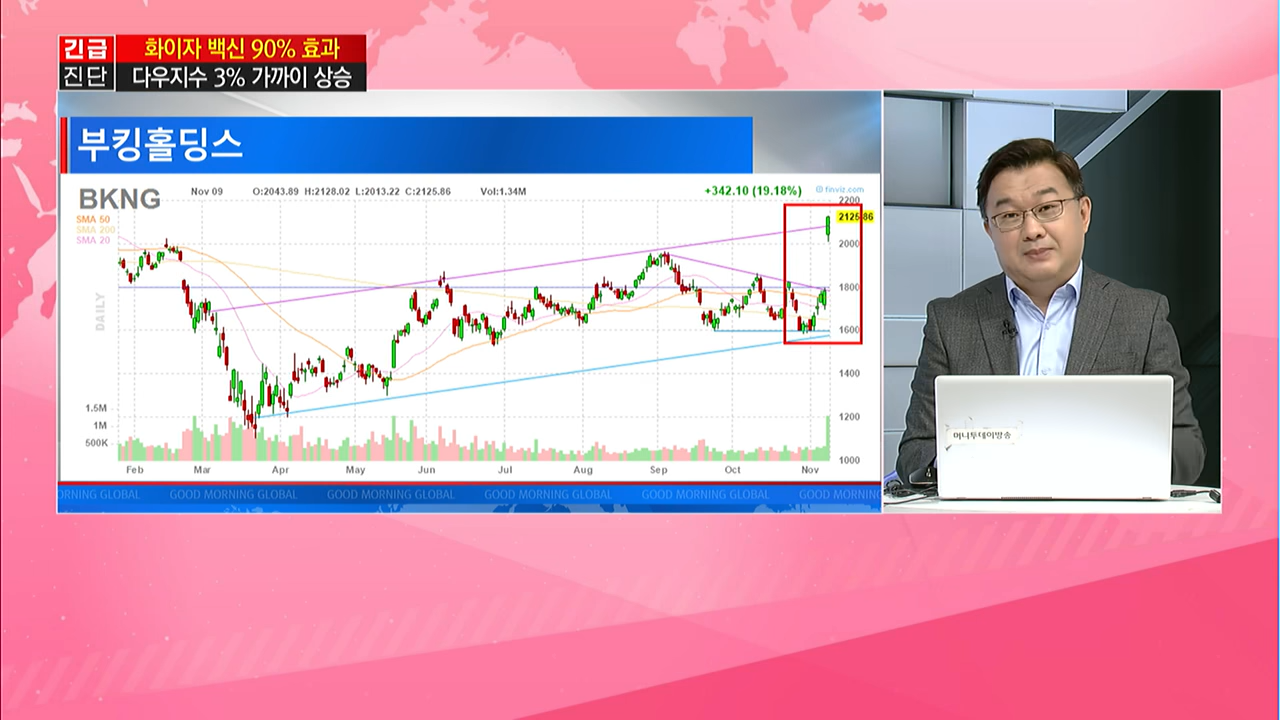 긴급 화이자 백신 90% 효과
진단 다우지수 3% 가까이 상승
부킹홀딩스
BKNG
Nov 09 O:2043.89 H:2128.02 L:2013.22 C:2125.86 Vol:1.34M +342.10 (19.18%) © finviz.com
SMA 50
SMA 200
SMA 20
DAILY
2200
2125.86
2000
1800
1600
1400
1200
1000
1.5M
1M
500K
Feb Mar Apr May Jun Jul Aug Sep Oct Nov
ORNING GLOBAL GOOD MORNING GLOBAL GOOD MORNING GLOBAL GOOD MORNING GLOBAL GOOD MORNING GLOBAL GOOD MORNING
머니투데이방송